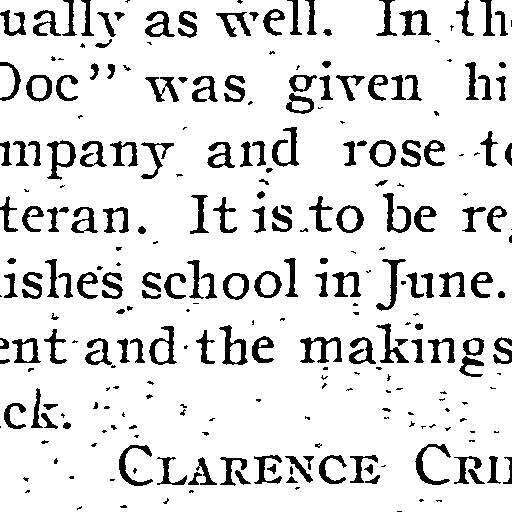 ually as well. In th
Doc" was given hi
mpany and rose to
teran. It is to be re
ishes school in June.
ent and the makings
ck.
CLARENCE CRI